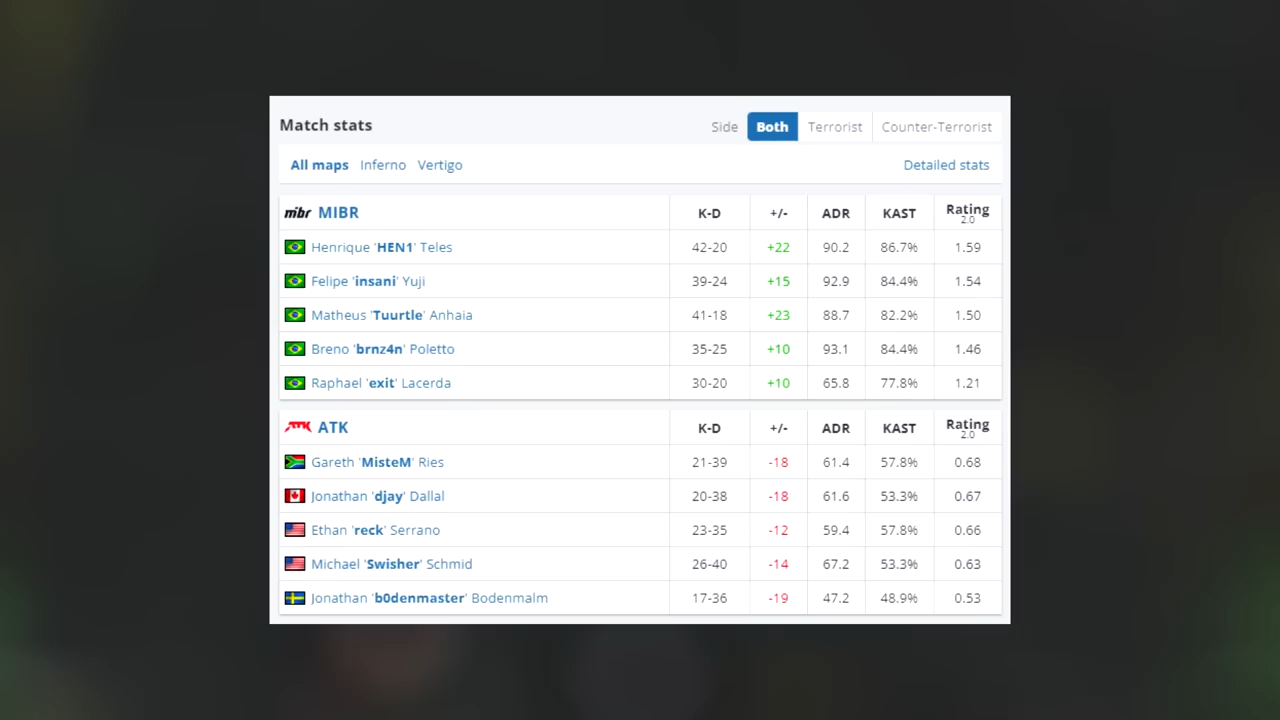 Match stats Side Both Terrorist Counter-Terrorist
All maps Inferno Vertigo Detailed stats
mibr MIBR K-D +/- ADR KAST Rating 2.0
Henrique 'HEN1' Teles 42-20 +22 90.2 86.7% 1.59
Felipe 'insani' Yuji 39-24 +15 92.9 84.4% 1.54
Matheus 'Tuurtle' Anhaia 41-18 +23 88.7 82.2% 1.50
Breno 'brnz4n' Poletto 35-25 +10 93.1 84.4% 1.46
Raphael 'exit' Lacerda 30-20 +10 65.8 77.8% 1.21
ATK ATK K-D +/- ADR KAST Rating 2.0
Gareth 'MisteM' Ries 21-39 -18 61.4 57.8% 0.68
Jonathan 'djay' Dallal 20-38 -18 61.6 53.3% 0.67
Ethan 'reck' Serrano 23-35 -12 59.4 57.8% 0.66
Michael 'Swisher' Schmid 26-40 -14 67.2 53.3% 0.63
Jonathan 'b0denmaster' Bodenmalm 17-36 -19 47.2 48.9% 0.53